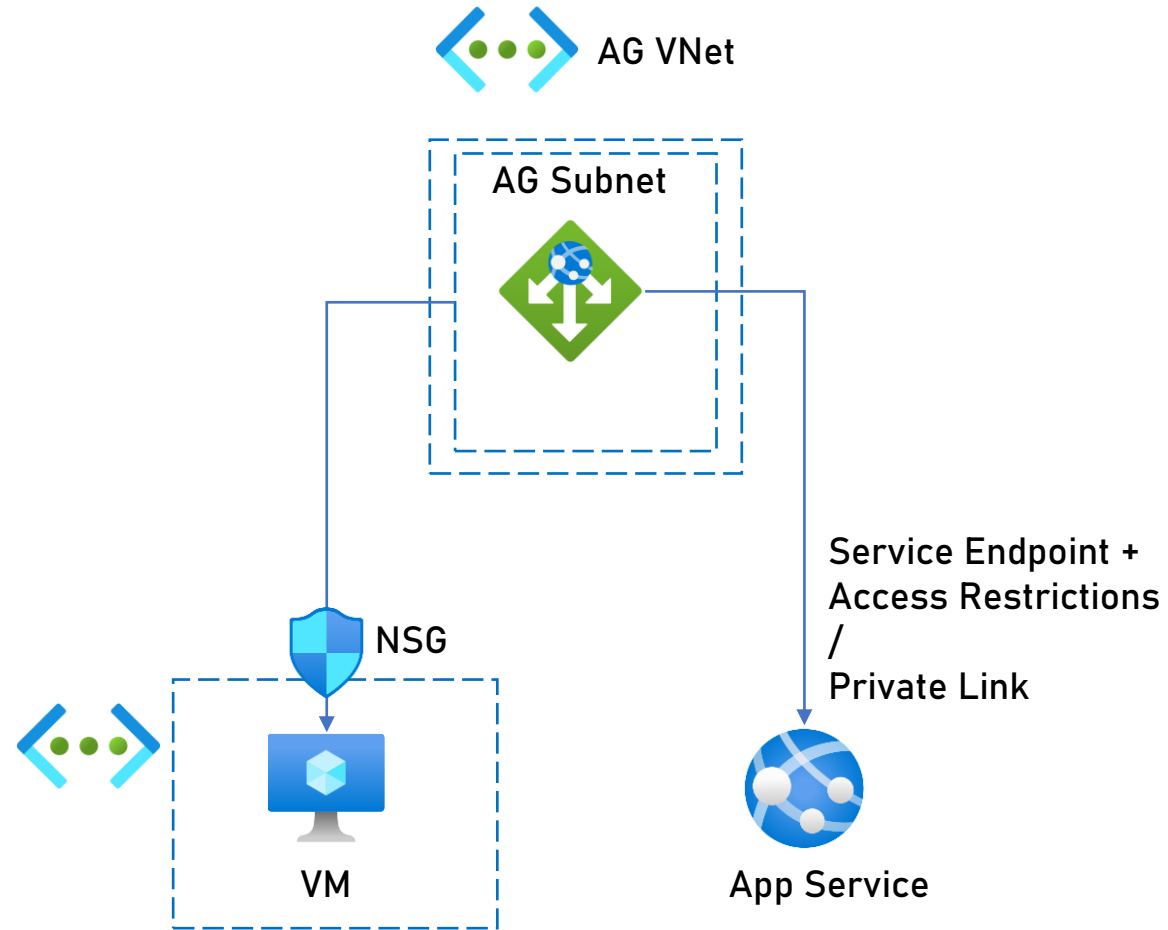 AG VNet
AG Subnet
Service Endpoint +
Access Restrictions
/
Private Link
NSG
VM
App Service